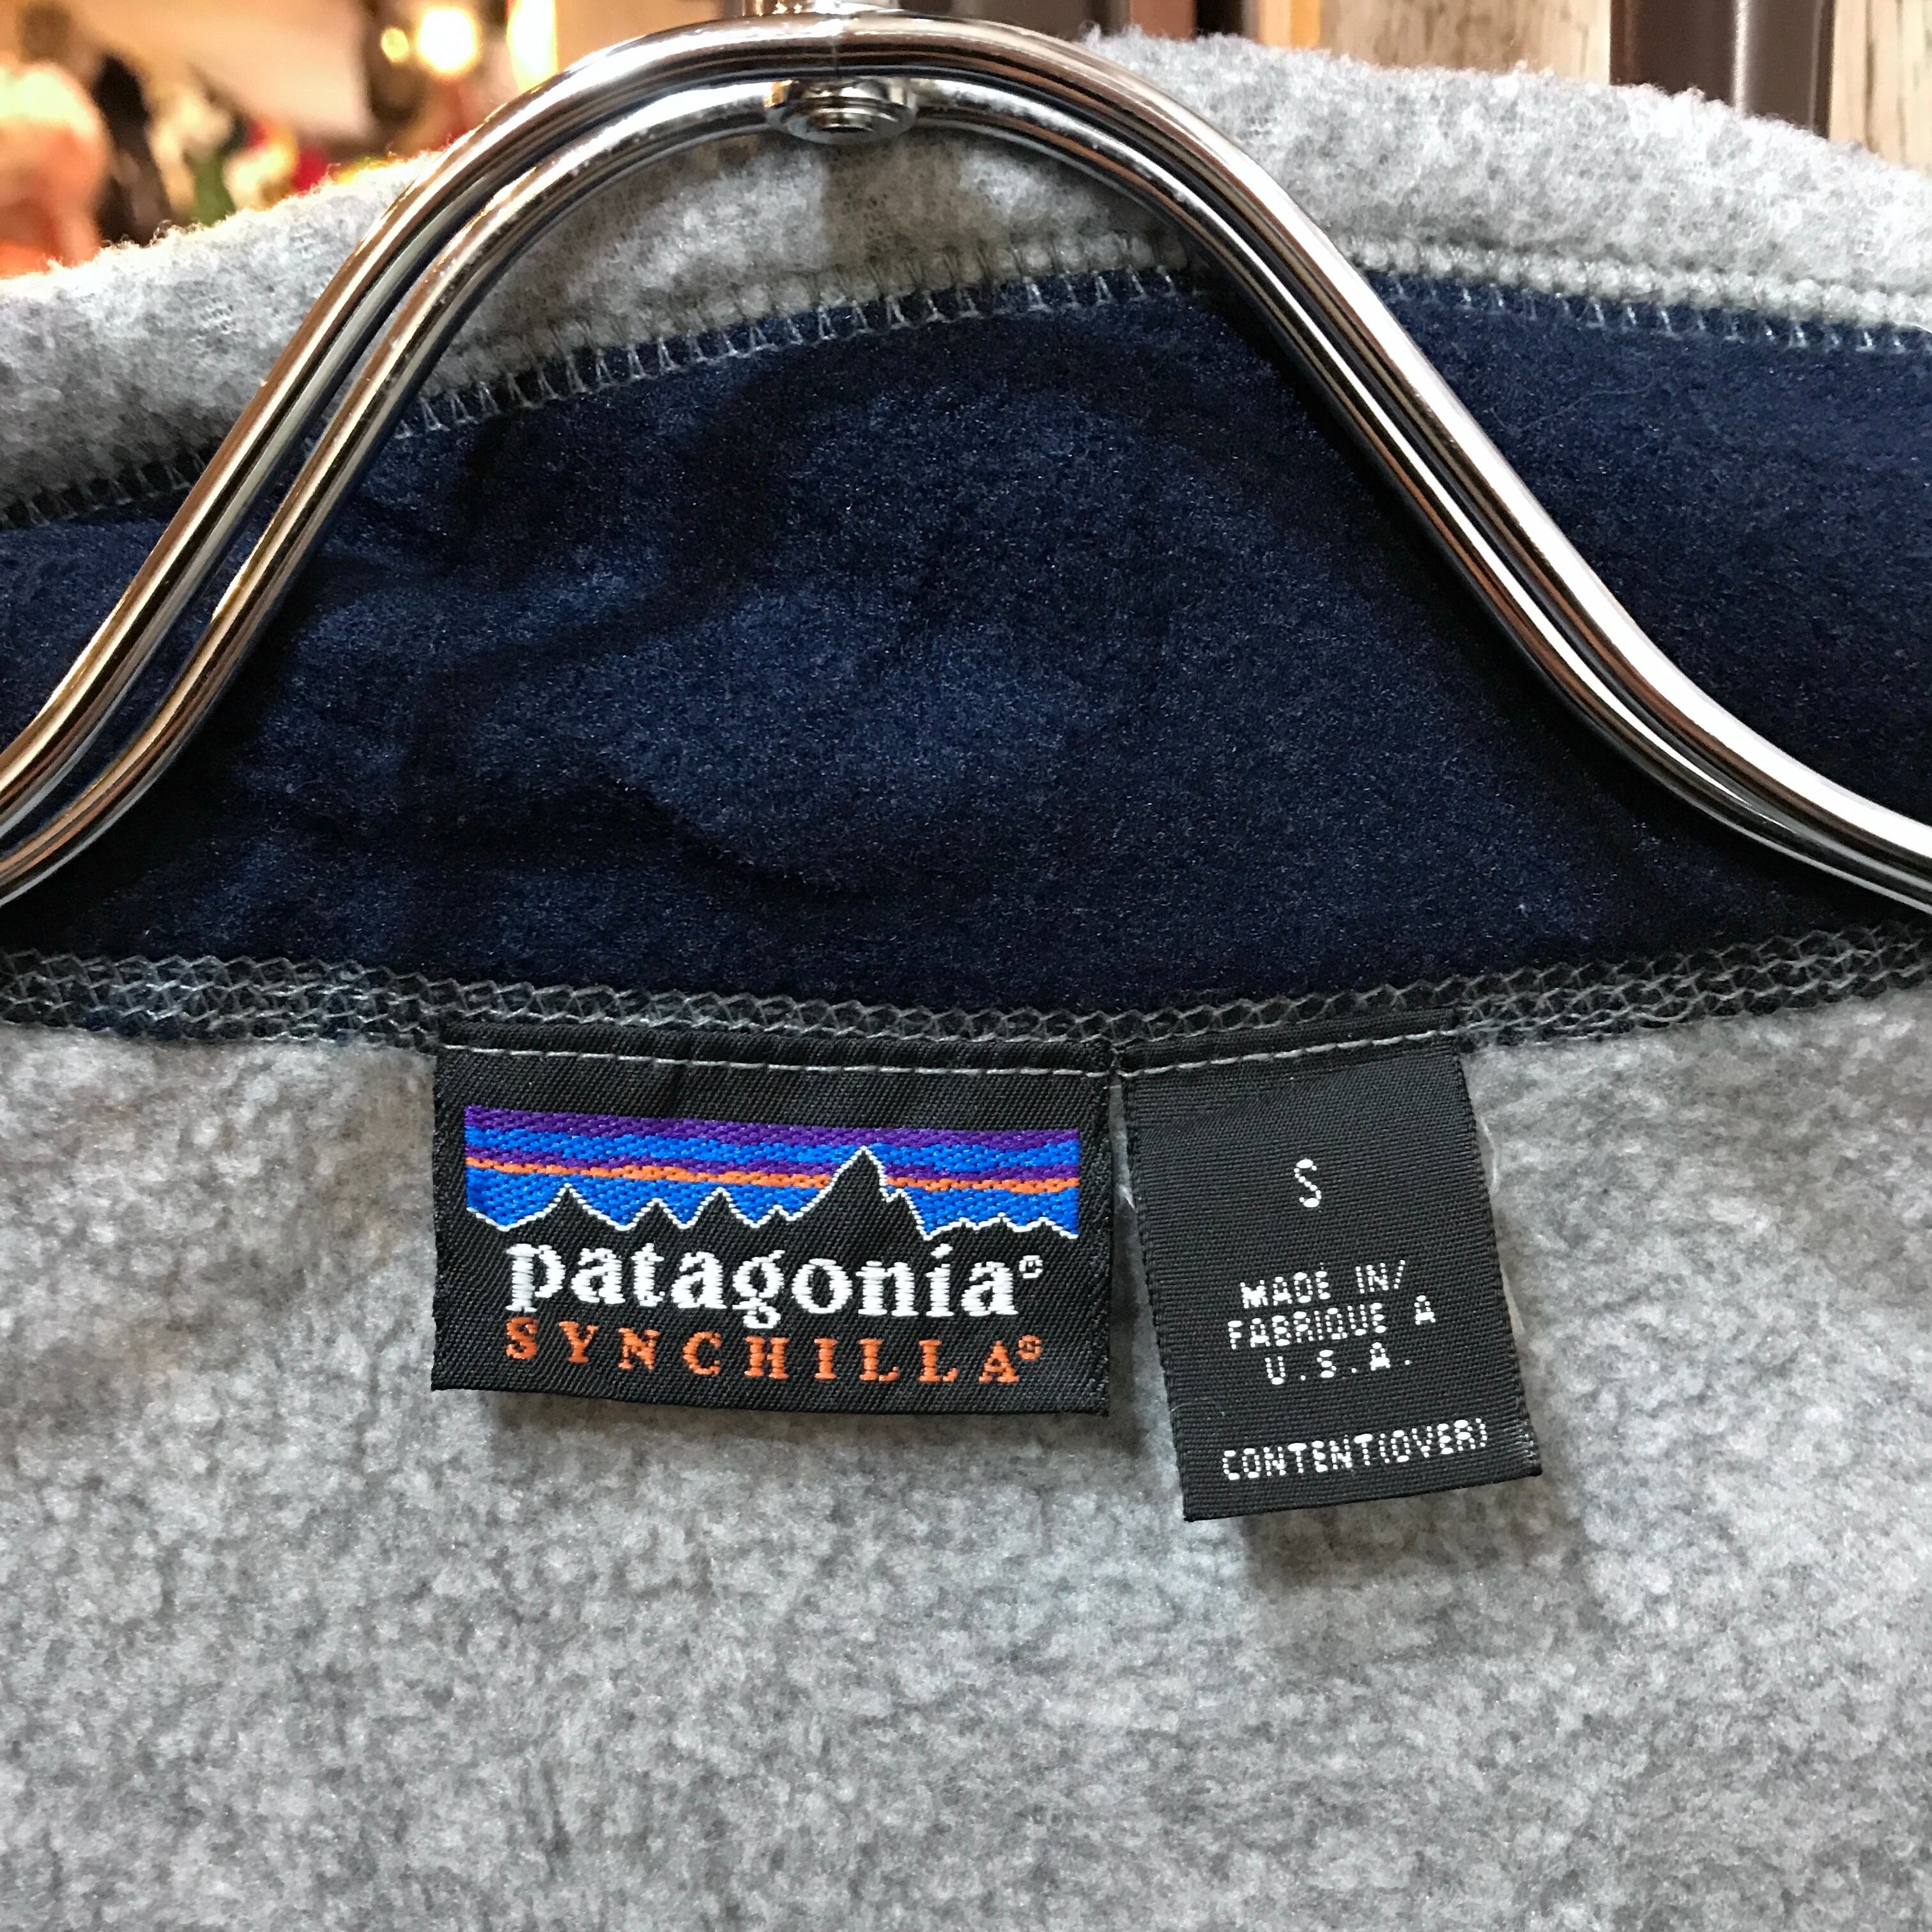 patagonia®
SYNCHILLA®
S
MADE IN/
FABRIQUE A
U.S.A.
CONTENT(OVER)